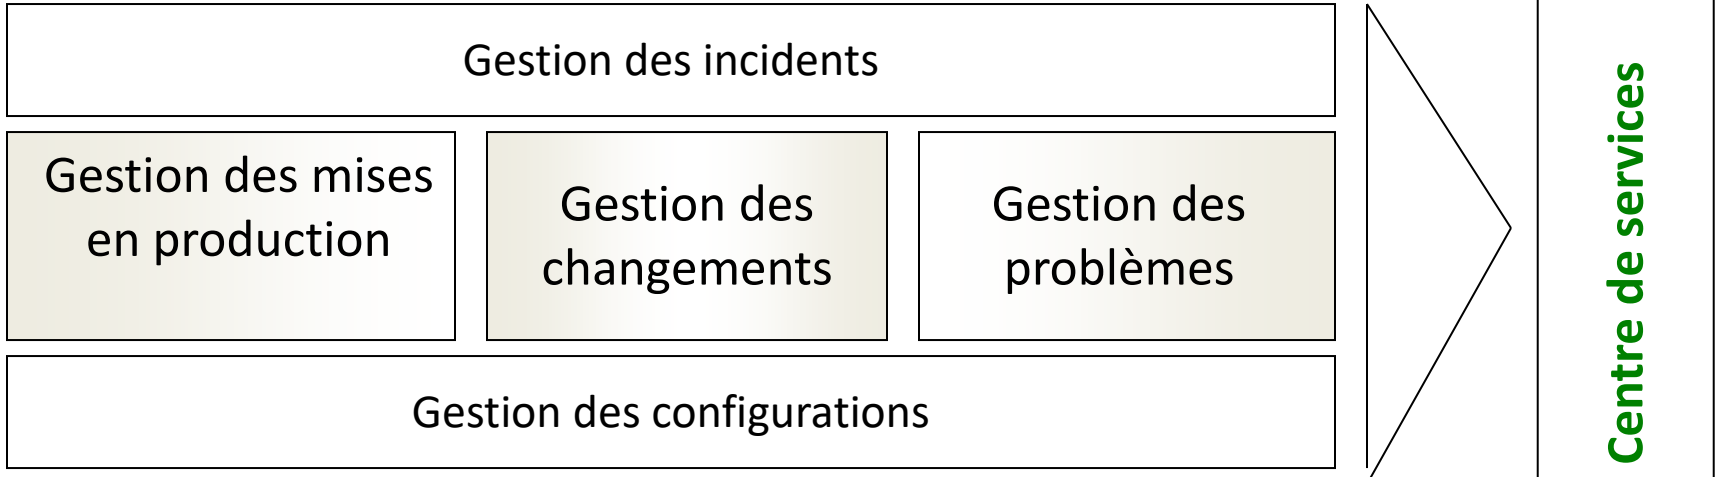 Gestion des incidents
Gestion des mises
en production
Gestion des
changements
Gestion des
problèmes
Gestion des configurations
Centre de services